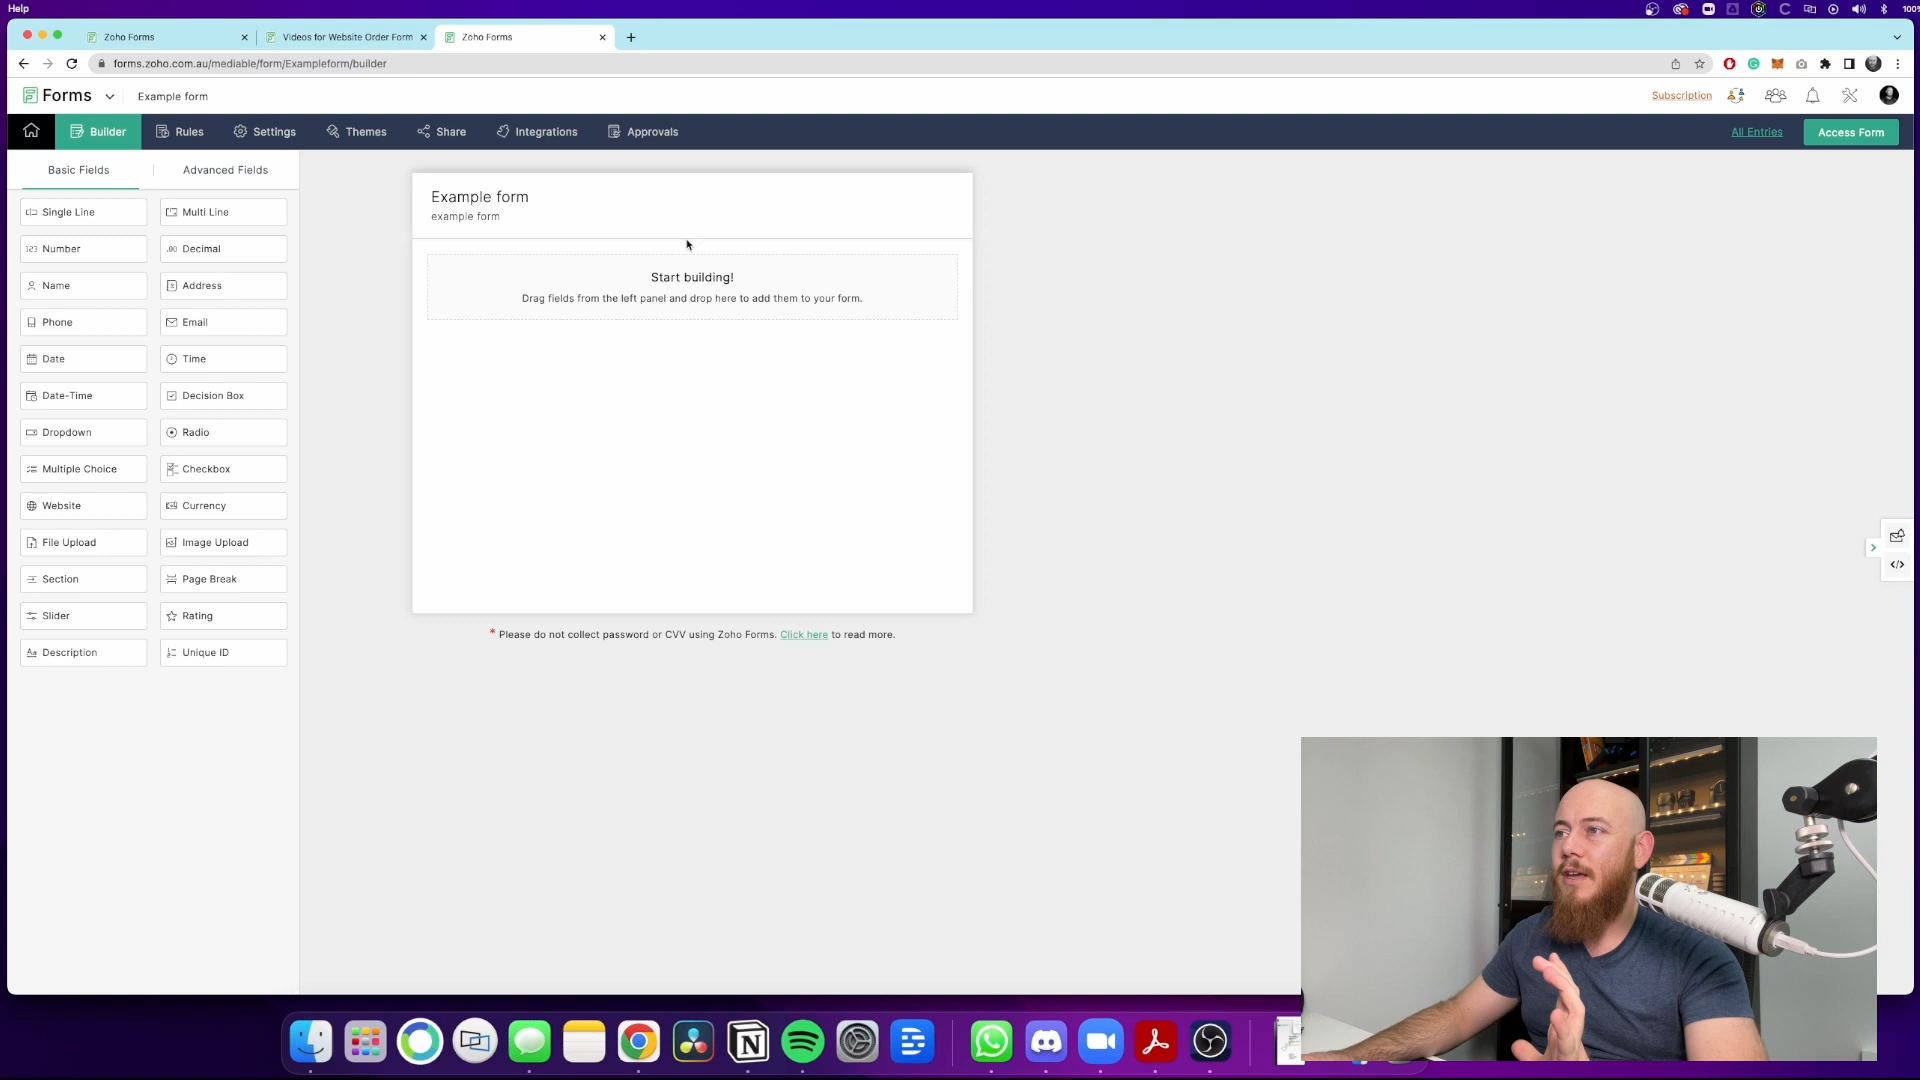 Help
100%
Zoho Forms
Videos for Website Order Form
Zoho Forms
forms.zoho.com.au/mediable/form/Exampleform/builder
Forms
Example form
Subscription
Builder
Rules
Settings
Themes
Share
Integrations
Approvals
All Entries
Access Form
Basic Fields
Advanced Fields
Single Line
Multi Line
Number
Decimal
Name
Address
Phone
Email
Date
Time
Date-Time
Decision Box
Dropdown
Radio
Multiple Choice
Checkbox
Website
Currency
File Upload
Image Upload
Section
Page Break
Slider
Rating
Description
Unique ID
Example form
example form
Start building!
Drag fields from the left panel and drop here to add them to your form.
* Please do not collect password or CVV using Zoho Forms. Click here to read more.